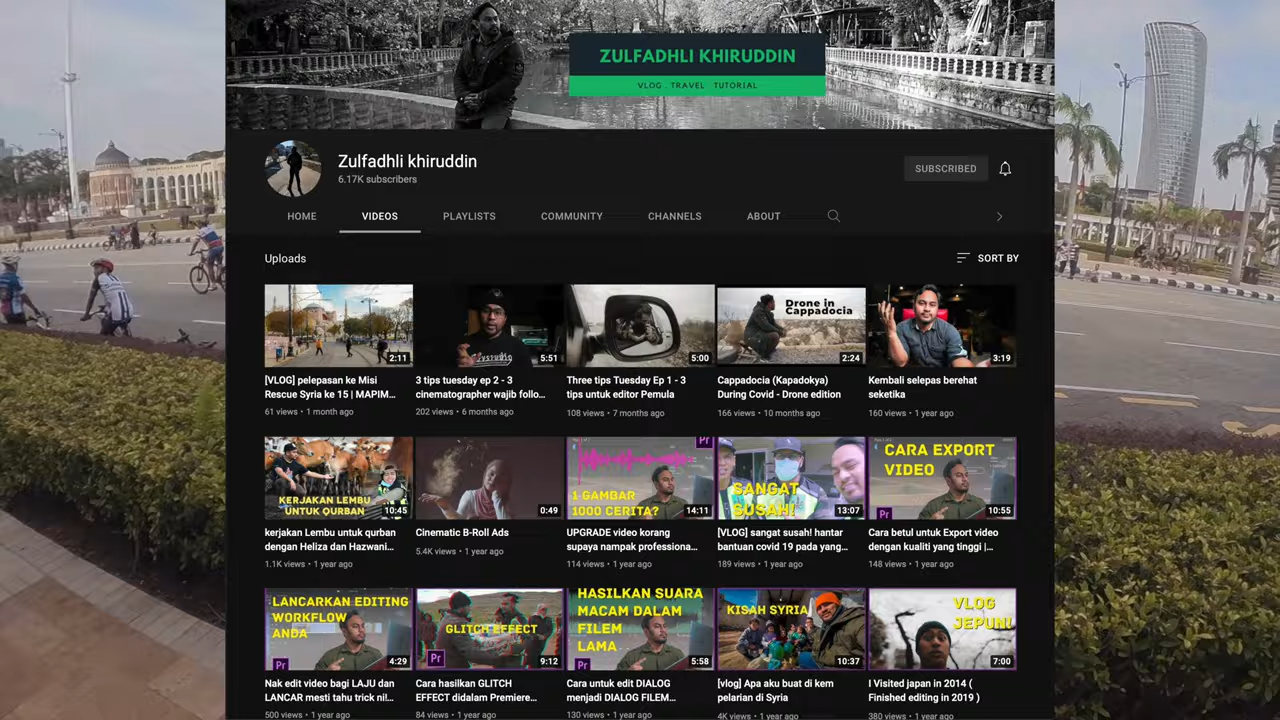 ZULFADHLI KHIRUDDIN
VLOG . TRAVEL TUTORIAL
Zulfadhli khiruddin
6.17K subscribers
SUBSCRIBED
HOME VIDEOS PLAYLISTS COMMUNITY CHANNELS ABOUT
Uploads
SORT BY
2:11
[VLOG] pelepasan ke Misi
Rescue Syria ke 15 | MAPIM...
61 views • 1 month ago
5:51
3 tips tuesday ep 2 - 3
cinematographer wajib follo...
202 views • 6 months ago
5:00
Three tips Tuesday Ep 1 - 3
tips untuk editor Pemula
108 views • 7 months ago
Drone in
Cappadocia
2:24
Cappadocia (Kapadokya)
During Covid - Drone edition
166 views • 10 months ago
3:19
Kembali selepas berehat
seketika
160 views • 1 year ago
KERJAKAN LEMBU
UNTUK QURBAN
10:45
kerjakan Lembu untuk qurban
dengan Heliza dan Hazwani...
1.1K views • 1 year ago
0:49
Cinematic B-Roll Ads
5.4K views • 1 year ago
Pr
1 GAMBAR
1000 CERITA?
14:11
UPGRADE video korang
supaya nampak professiona...
114 views • 1 year ago
SANGAT
SUSAH!
13:07
[VLOG] sangat susah! hantar
bantuan covid 19 pada yang...
189 views • 1 year ago
CARA EXPORT
VIDEO
Pr
10:55
Cara betul untuk Export video
dengan kualiti yang tinggi |...
148 views • 1 year ago
LANCARKAN EDITING
WORKFLOW
ANDA
Pr
4:29
Nak edit video bagi LAJU dan
LANCAR mesti tahu trick ni!...
500 views • 1 year ago
GLITCH EFFECT
Pr
9:12
Cara hasilkan GLITCH
EFFECT didalam Premiere...
84 views • 1 year ago
HASILKAN SUARA
MACAM DALAM
FILEM
LAMA
Pr
5:58
Cara untuk edit DIALOG
menjadi DIALOG FILEM...
130 views • 1 year ago
KISAH SYRIA
10:37
[vlog] Apa aku buat di kem
pelarian di Syria
4K views • 1 year ago
VLOG
JEPUN!
7:00
I Visited japan in 2014 (
Finished editing in 2019 )
380 views • 1 year ago